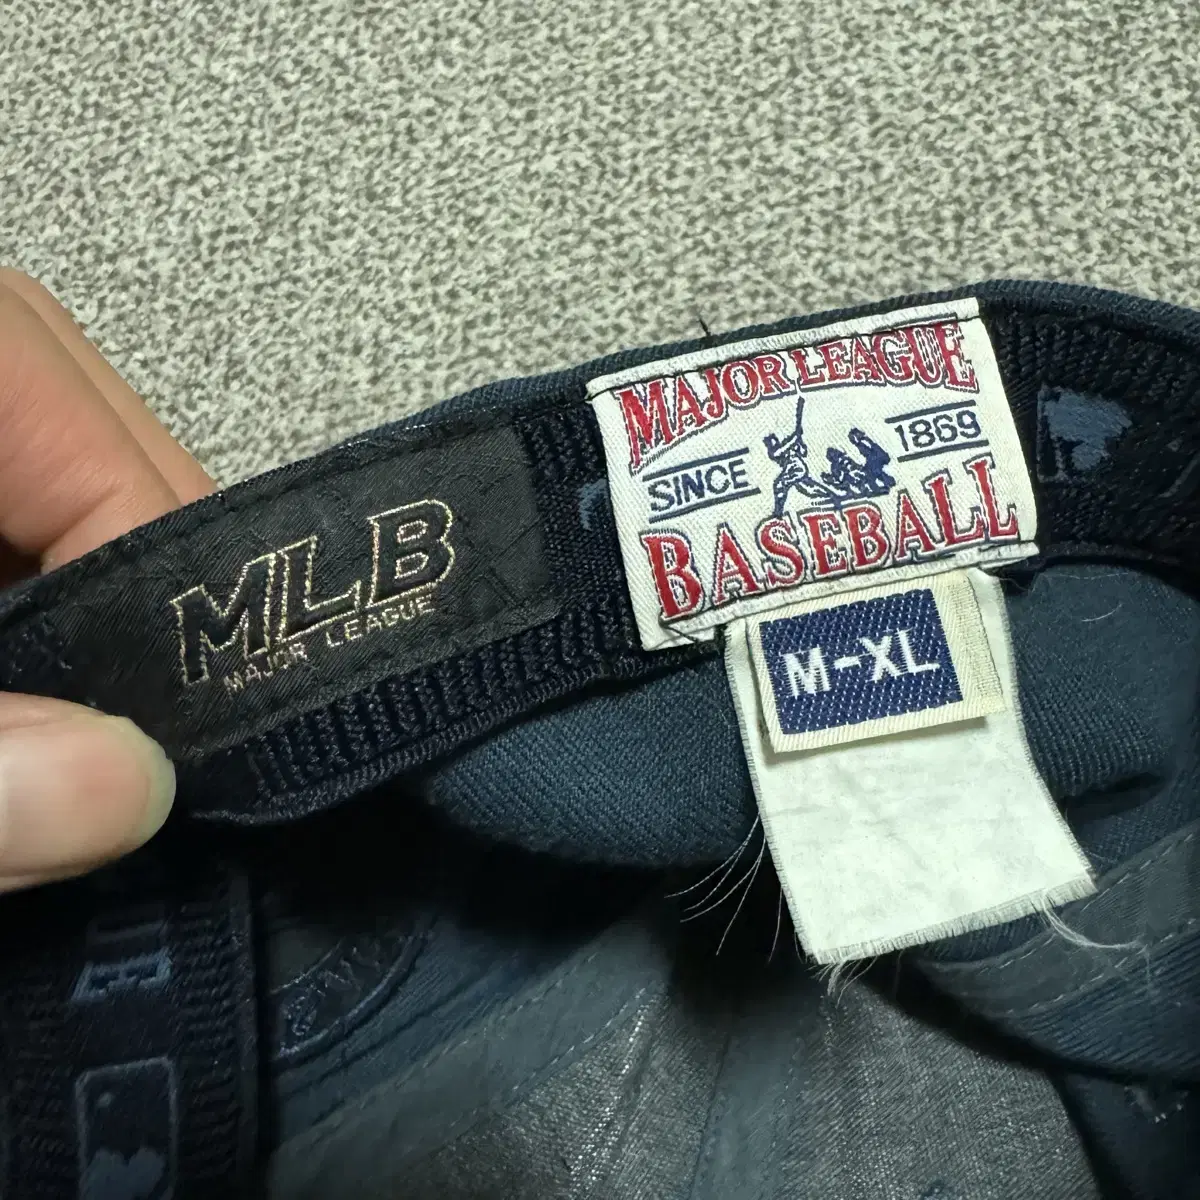 MLB
MAJOR LEAGUE
MAJOR LEAGUE
SINCE 1869
BASEBALL
M-XL